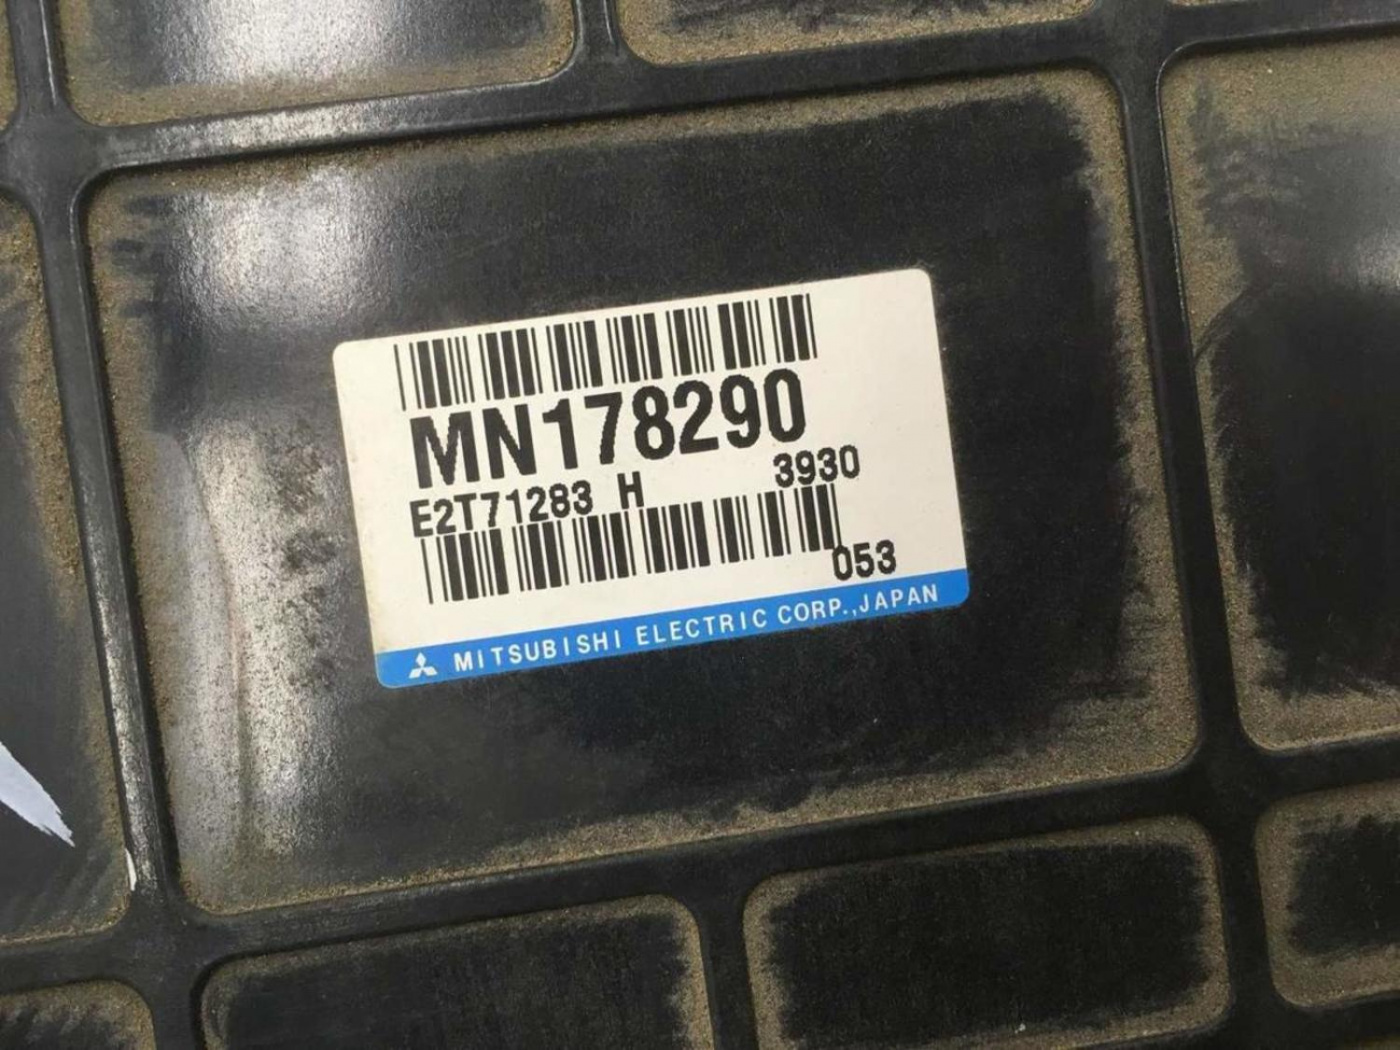 MN178290
E2T71283 H 3930
053
MITSUBISHI ELECTRIC CORP.,JAPAN